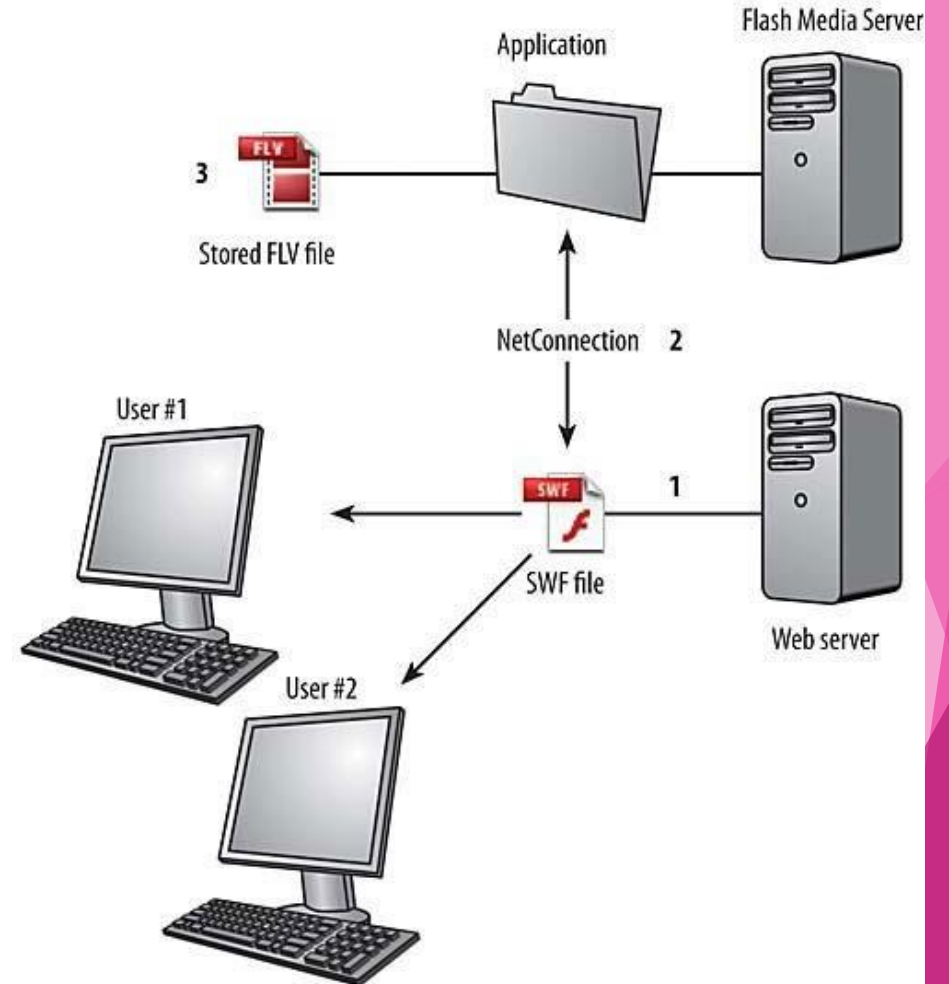 Flash Media Server
Application
FLV
3
Stored FLV file
NetConnection 2
User #1
SWF
1
SWF file
Web server
User #2